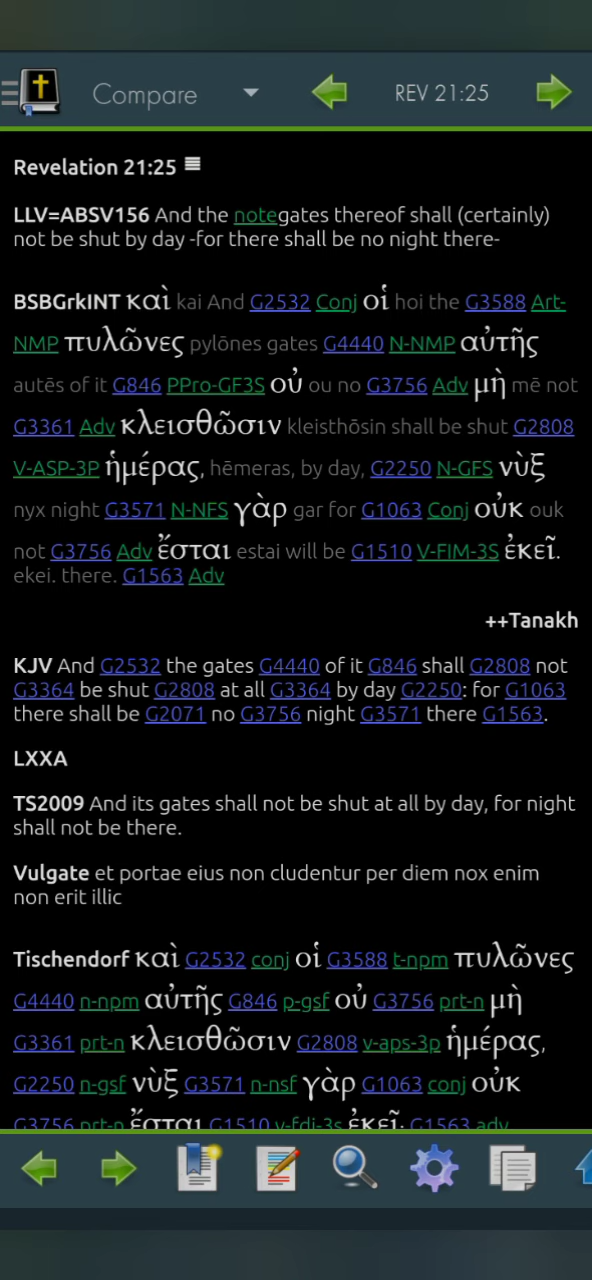 Compare
REV 21:25
Revelation 21:25
LLV=ABSV156 And the notegates thereof shall (certainly)
not be shut by day -for there shall be no night there-
BSBGrkINT καὶ kai And G2532 Conj οἱ hoi the G3588 Art-
NMP πυλῶνες pylōnes gates G4440 N-NMP αὐτῆς
autēs of it G846 PPro-GF3S οὐ ou no G3756 Adv μὴ mē not
G3361 Adv κλεισθῶσιν kleisthōsin shall be shut G2808
V-ASP-3P ἡμέρας, hēmeras, by day, G2250 N-GFS νὺξ
nyx night G3571 N-NFS γὰρ gar for G1063 Conj οὐκ ouk
not G3756 Adv ἔσται estai will be G1510 V-FIM-3S ἐκεῖ.
ekei. there. G1563 Adv
++Tanakh
KJV And G2532 the gates G4440 of it G846 shall G2808 not
G3364 be shut G2808 at all G3364 by day G2250: for G1063
there shall be G2071 no G3756 night G3571 there G1563.
LXXA
TS2009 And its gates shall not be shut at all by day, for night
shall not be there.
Vulgate et portae eius non cludentur per diem nox enim
non erit illic
Tischendorf καὶ G2532 conj οἱ G3588 t-npm πυλῶνες
G4440 n-npm αὐτῆς G846 p-gsf οὐ G3756 prt-n μὴ
G3361 prt-n κλεισθῶσιν G2808 v-aps-3p ἡμέρας,
G2250 n-gsf νὺξ G3571 n-nsf γὰρ G1063 conj οὐκ
G3756 prt-n ἔσται G1510 v-fdi-3s ἐκεῖ. G1563 adv